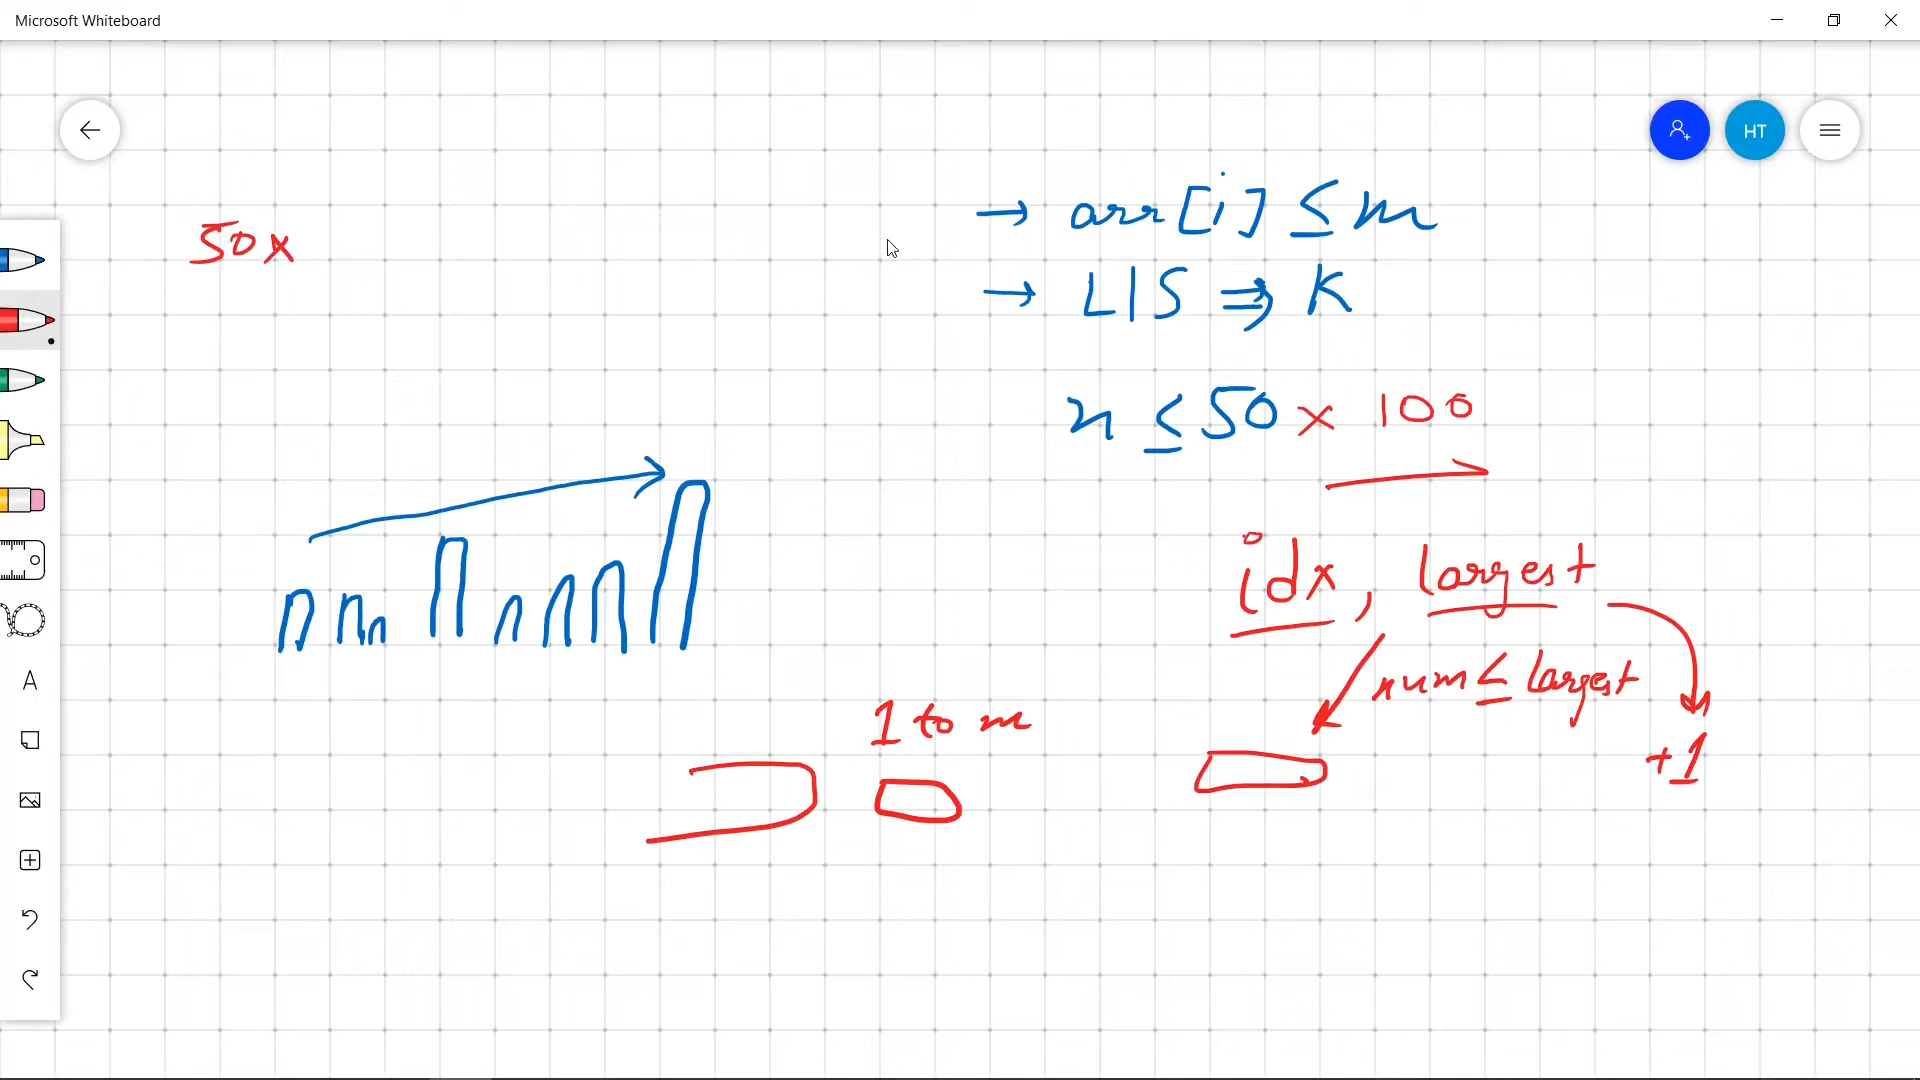 Microsoft Whiteboard
HT
→ arr[i] ≤ m
50x
→ LIS ⇒ K
n ≤ 50 x 100
idx, largest
num ≤ largest
1 to m
+1
A